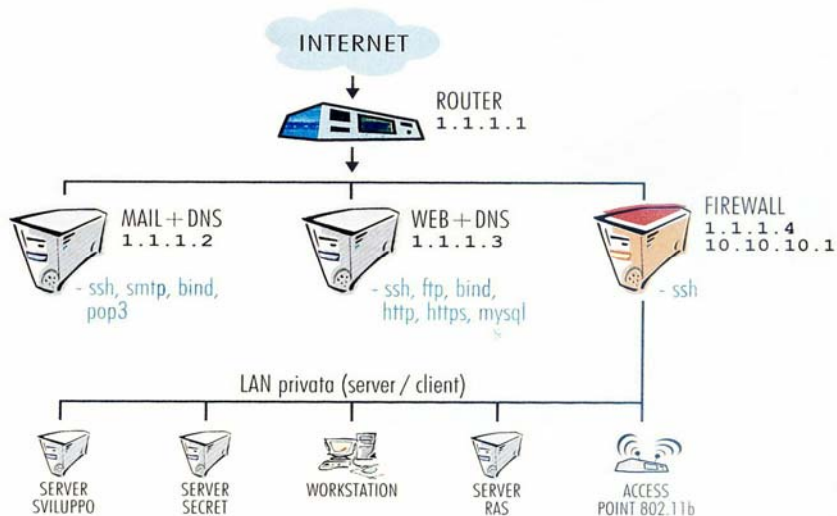 INTERNET
ROUTER
1.1.1.1
MAIL+DNS
1.1.1.2
- ssh, smtp, bind,
pop3
WEB+DNS
1.1.1.3
- ssh, ftp, bind,
http, https, mysql
FIREWALL
1.1.1.4
10.10.10.1
- ssh
LAN privata (server / client)
SERVER
SVILUPPO
SERVER
SECRET
WORKSTATION
SERVER
RAS
ACCESS
POINT 802.11b